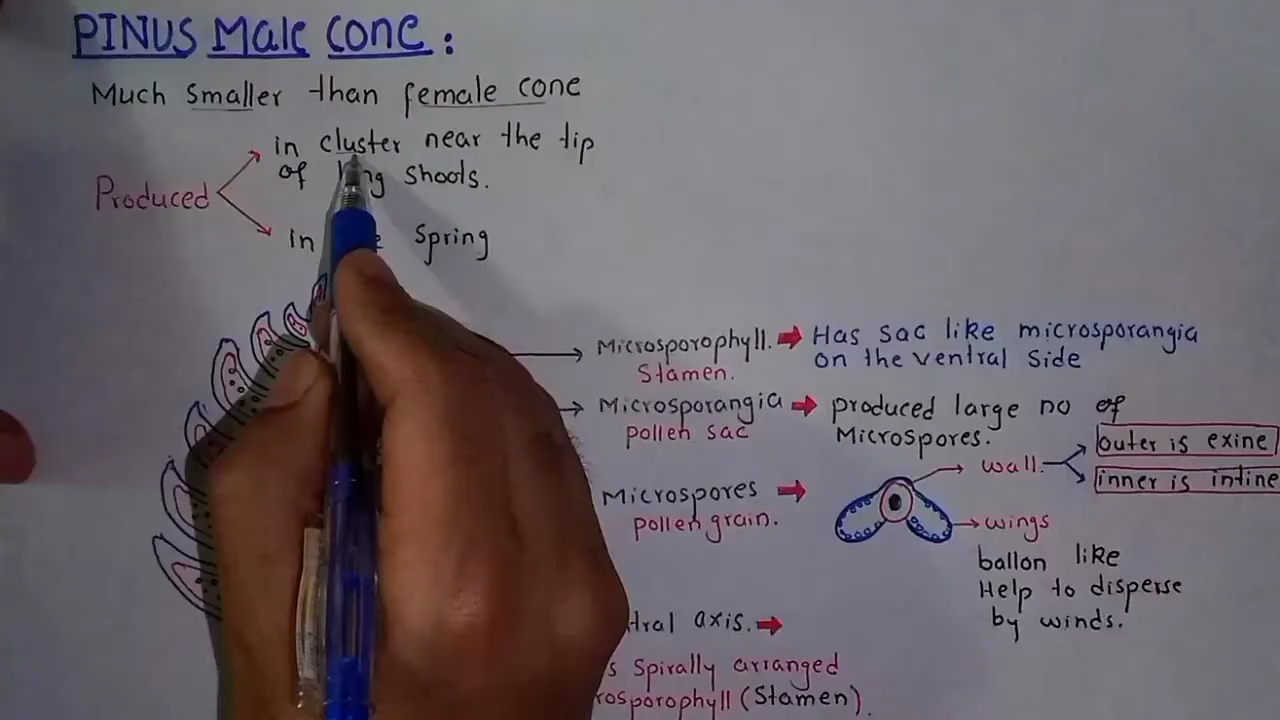 PINUS Male Cone:
Much smaller than female cone
in cluster near the tip
of shoots.
Produced
in Spring
Microsporophyll. Has sac like microsporangia
Stamen. on the ventral side
Microsporangia produced large no of
pollen sac Microspores.
outer is exine
wall.
inner is intine
Microspores
pollen grain.
wings
ballon like
Help to disperse
by winds.
axis.
Spirally arranged
(Stamen).